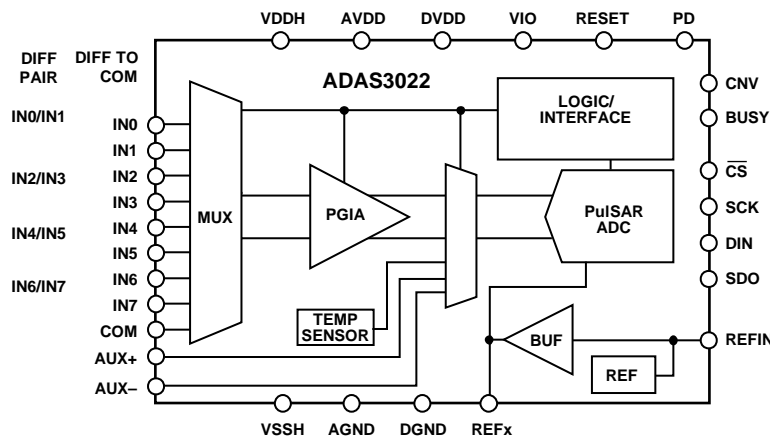 VDDH AVDD DVDD VIO RESET PD
DIFF
PAIR
DIFF TO
COM
ADAS3022
IN0/IN1
IN2/IN3
IN4/IN5
IN6/IN7
IN0
IN1
IN2
IN3
IN4
IN5
IN6
IN7
COM
AUX+
AUX–
MUX
PGIA
TEMP
SENSOR
LOGIC/
INTERFACE
PulSAR
ADC
BUF
REF
CNV
BUSY
CS
SCK
DIN
SDO
REFIN
VSSH AGND DGND REFx